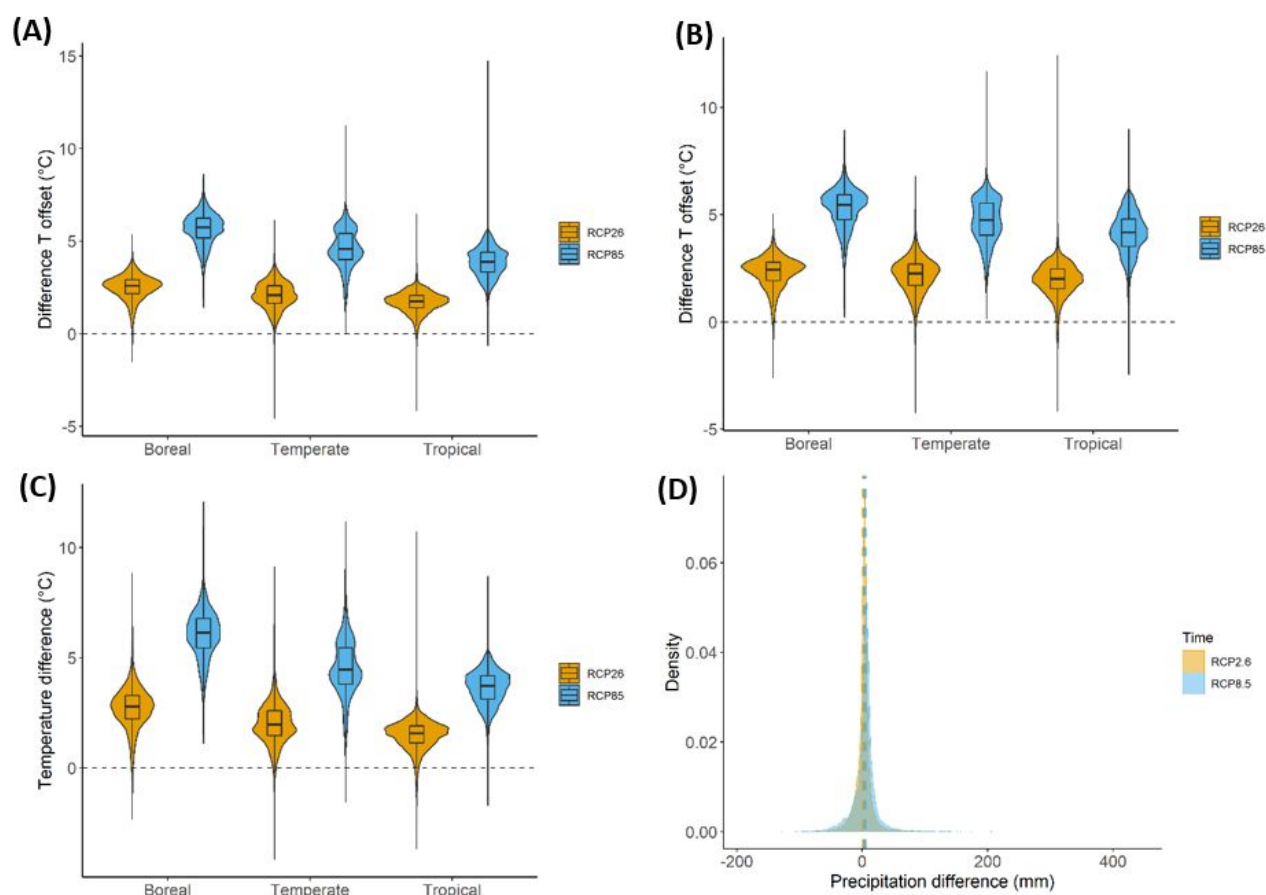 (A)
Difference T offset (°C)
15
10
5
0
-5
Boreal Temperate Tropical
RCP26
RCP85
(B)
Difference T offset (°C)
10
5
0
-5
Boreal Temperate Tropical
RCP26
RCP85
(C)
Temperature difference (°C)
10
5
0
Boreal Temperate Tropical
RCP26
RCP85
(D)
Density
0.06
0.04
0.02
0.00
-200 0 200 400
Precipitation difference (mm)
Time
RCP2.6
RCP8.5